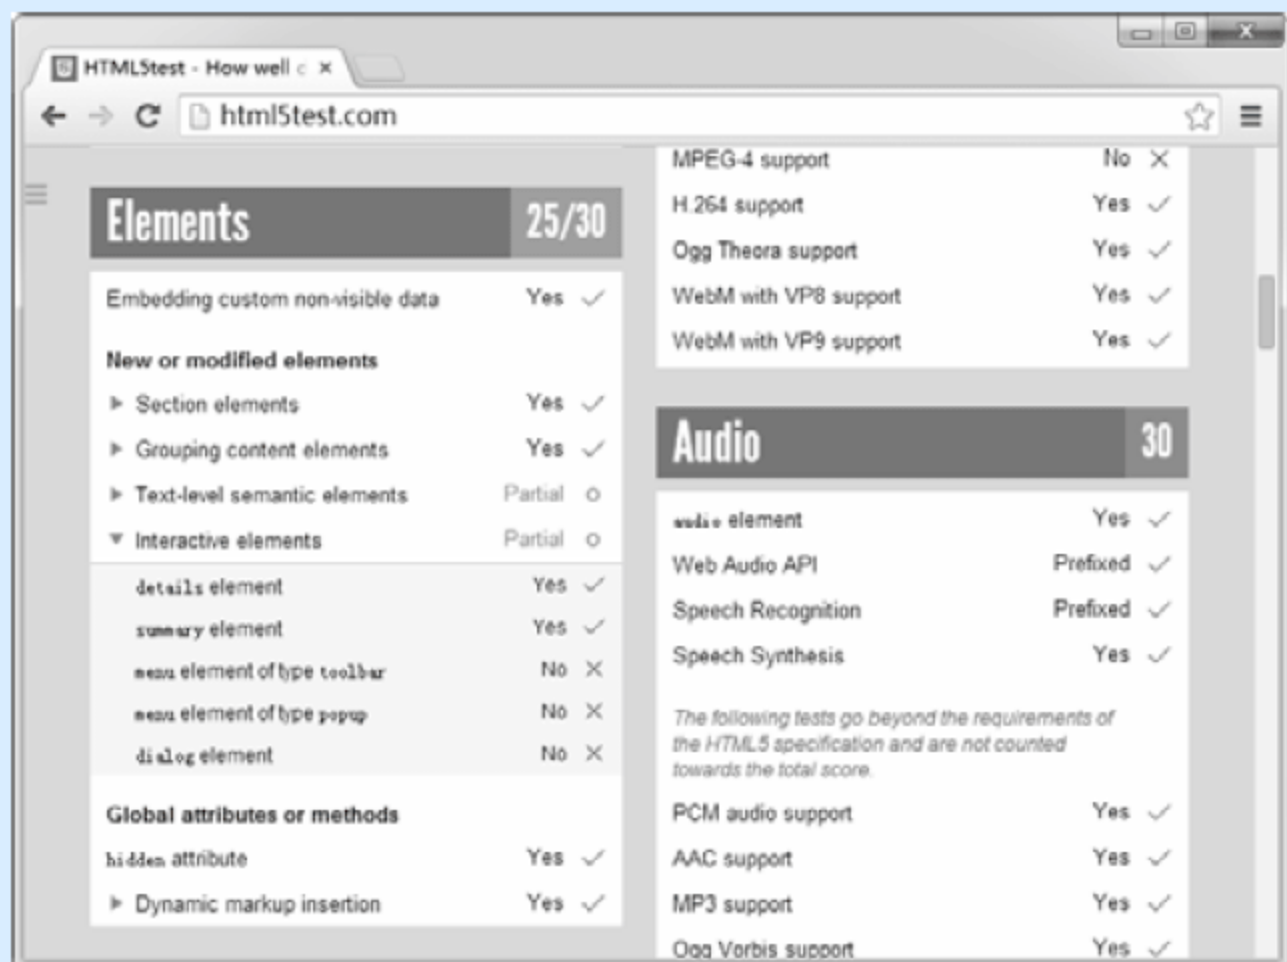 HTML5test - How well c
html5test.com
Elements 25/30
Embedding custom non-visible data Yes
New or modified elements
Section elements Yes
Grouping content elements Yes
Text-level semantic elements Partial
Interactive elements Partial
details element Yes
summary element Yes
menu element of type toolbar No
menu element of type popup No
dialog element No
Global attributes or methods
hidden attribute Yes
Dynamic markup insertion Yes
MPEG-4 support No
H.264 support Yes
Ogg Theora support Yes
WebM with VP8 support Yes
WebM with VP9 support Yes
Audio 30
audio element Yes
Web Audio API Prefixed
Speech Recognition Prefixed
Speech Synthesis Yes
The following tests go beyond the requirements of
the HTML5 specification and are not counted
towards the total score.
PCM audio support Yes
AAC support Yes
MP3 support Yes
Ogg Vorbis support Yes